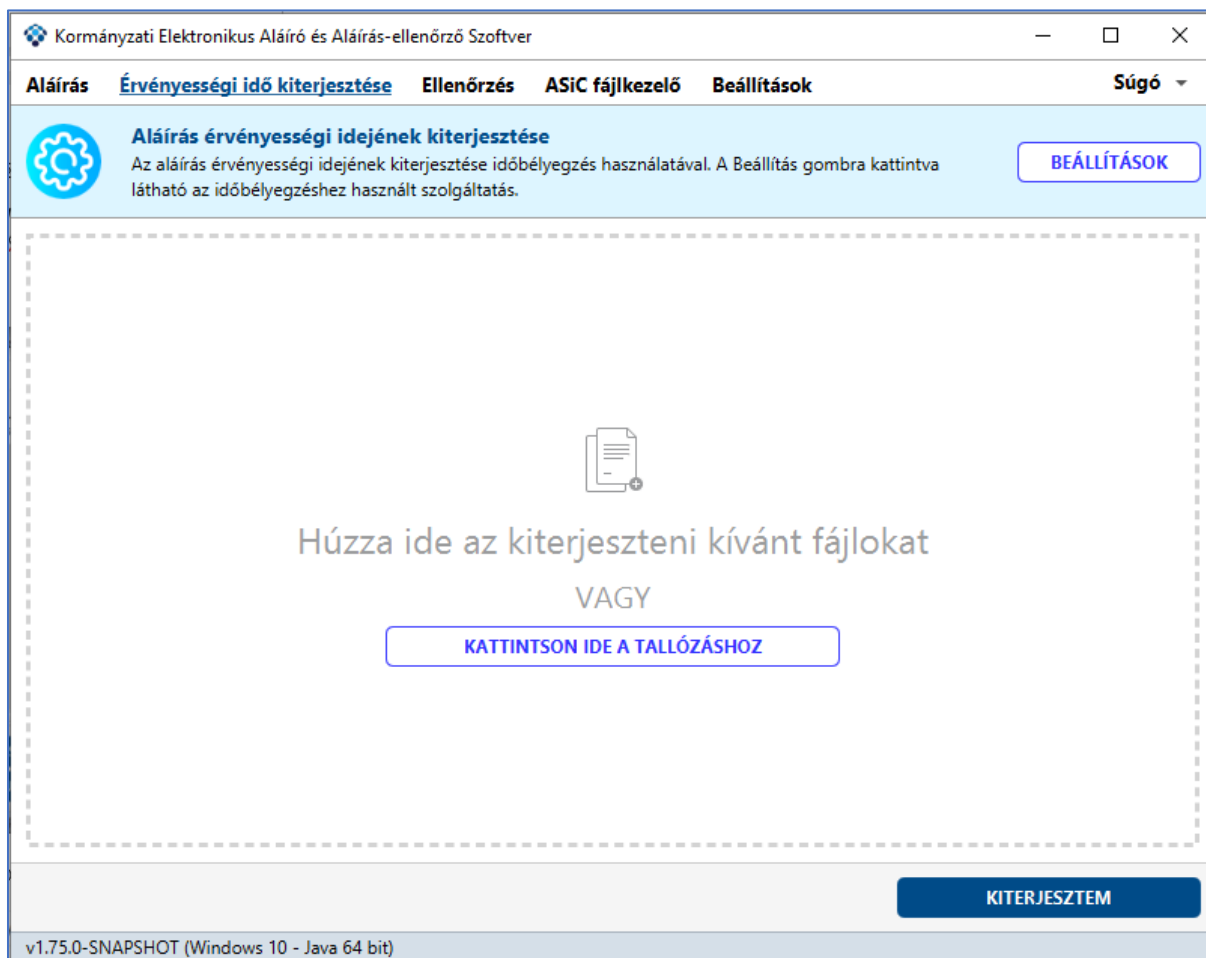 Kormányzati Elektronikus Aláíró és Aláírás-ellenőrző Szoftver
Aláírás Érvényességi idő kiterjesztése Ellenőrzés ASiC fájlkezelő Beállítások Súgó
Aláírás érvényességi idejének kiterjesztése
Az aláírás érvényességi idejének kiterjesztése időbélyegzés használatával. A Beállítás gombra kattintva
látható az időbélyegzéshez használt szolgáltatás.
BEÁLLÍTÁSOK
Húzza ide az kiterjeszteni kívánt fájlokat
VAGY
KATTINTSON IDE A TALLÓZÁSHOZ
KITERJESZTEM
v1.75.0-SNAPSHOT (Windows 10 - Java 64 bit)